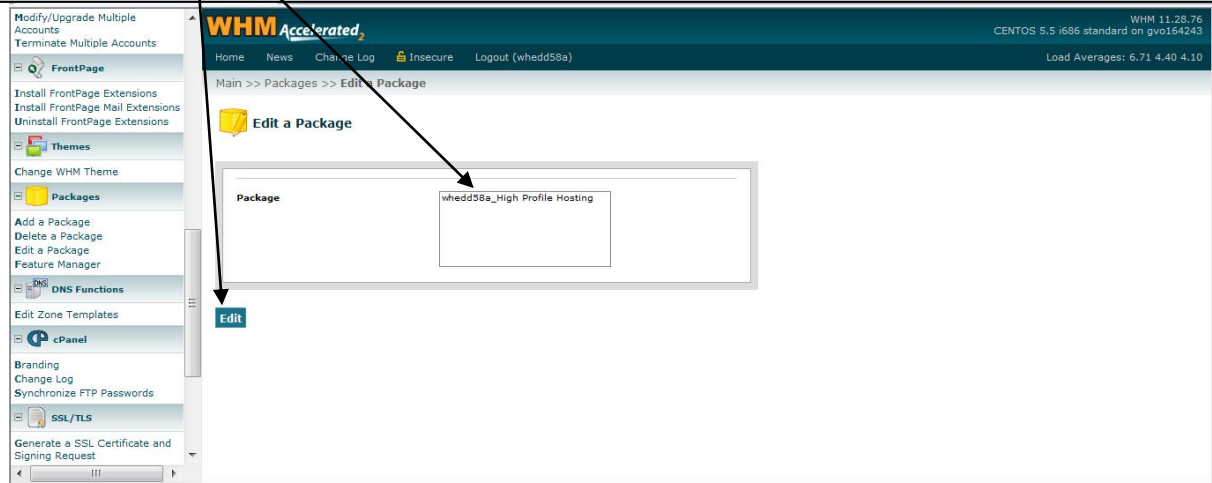 Modify/Upgrade Multiple
Accounts
Terminate Multiple Accounts
FrontPage
Install FrontPage Extensions
Install FrontPage Mail Extensions
Uninstall FrontPage Extensions
Themes
Change WHM Theme
Packages
Add a Package
Delete a Package
Edit a Package
Feature Manager
DNS
DNS Functions
Edit Zone Templates
cPanel
Branding
Change Log
Synchronize FTP Passwords
SSL/TLS
Generate a SSL Certificate and
Signing Request
WHM Accelerated2
WHM 11.28.76
CENTOS 5.5 i686 standard on gvo164243
Home News Change Log Insecure Logout (whedd58a) Load Averages: 6.71 4.40 4.10
Main >> Packages >> Edit a Package
Edit a Package
Package whedd58a_High Profile Hosting
Edit